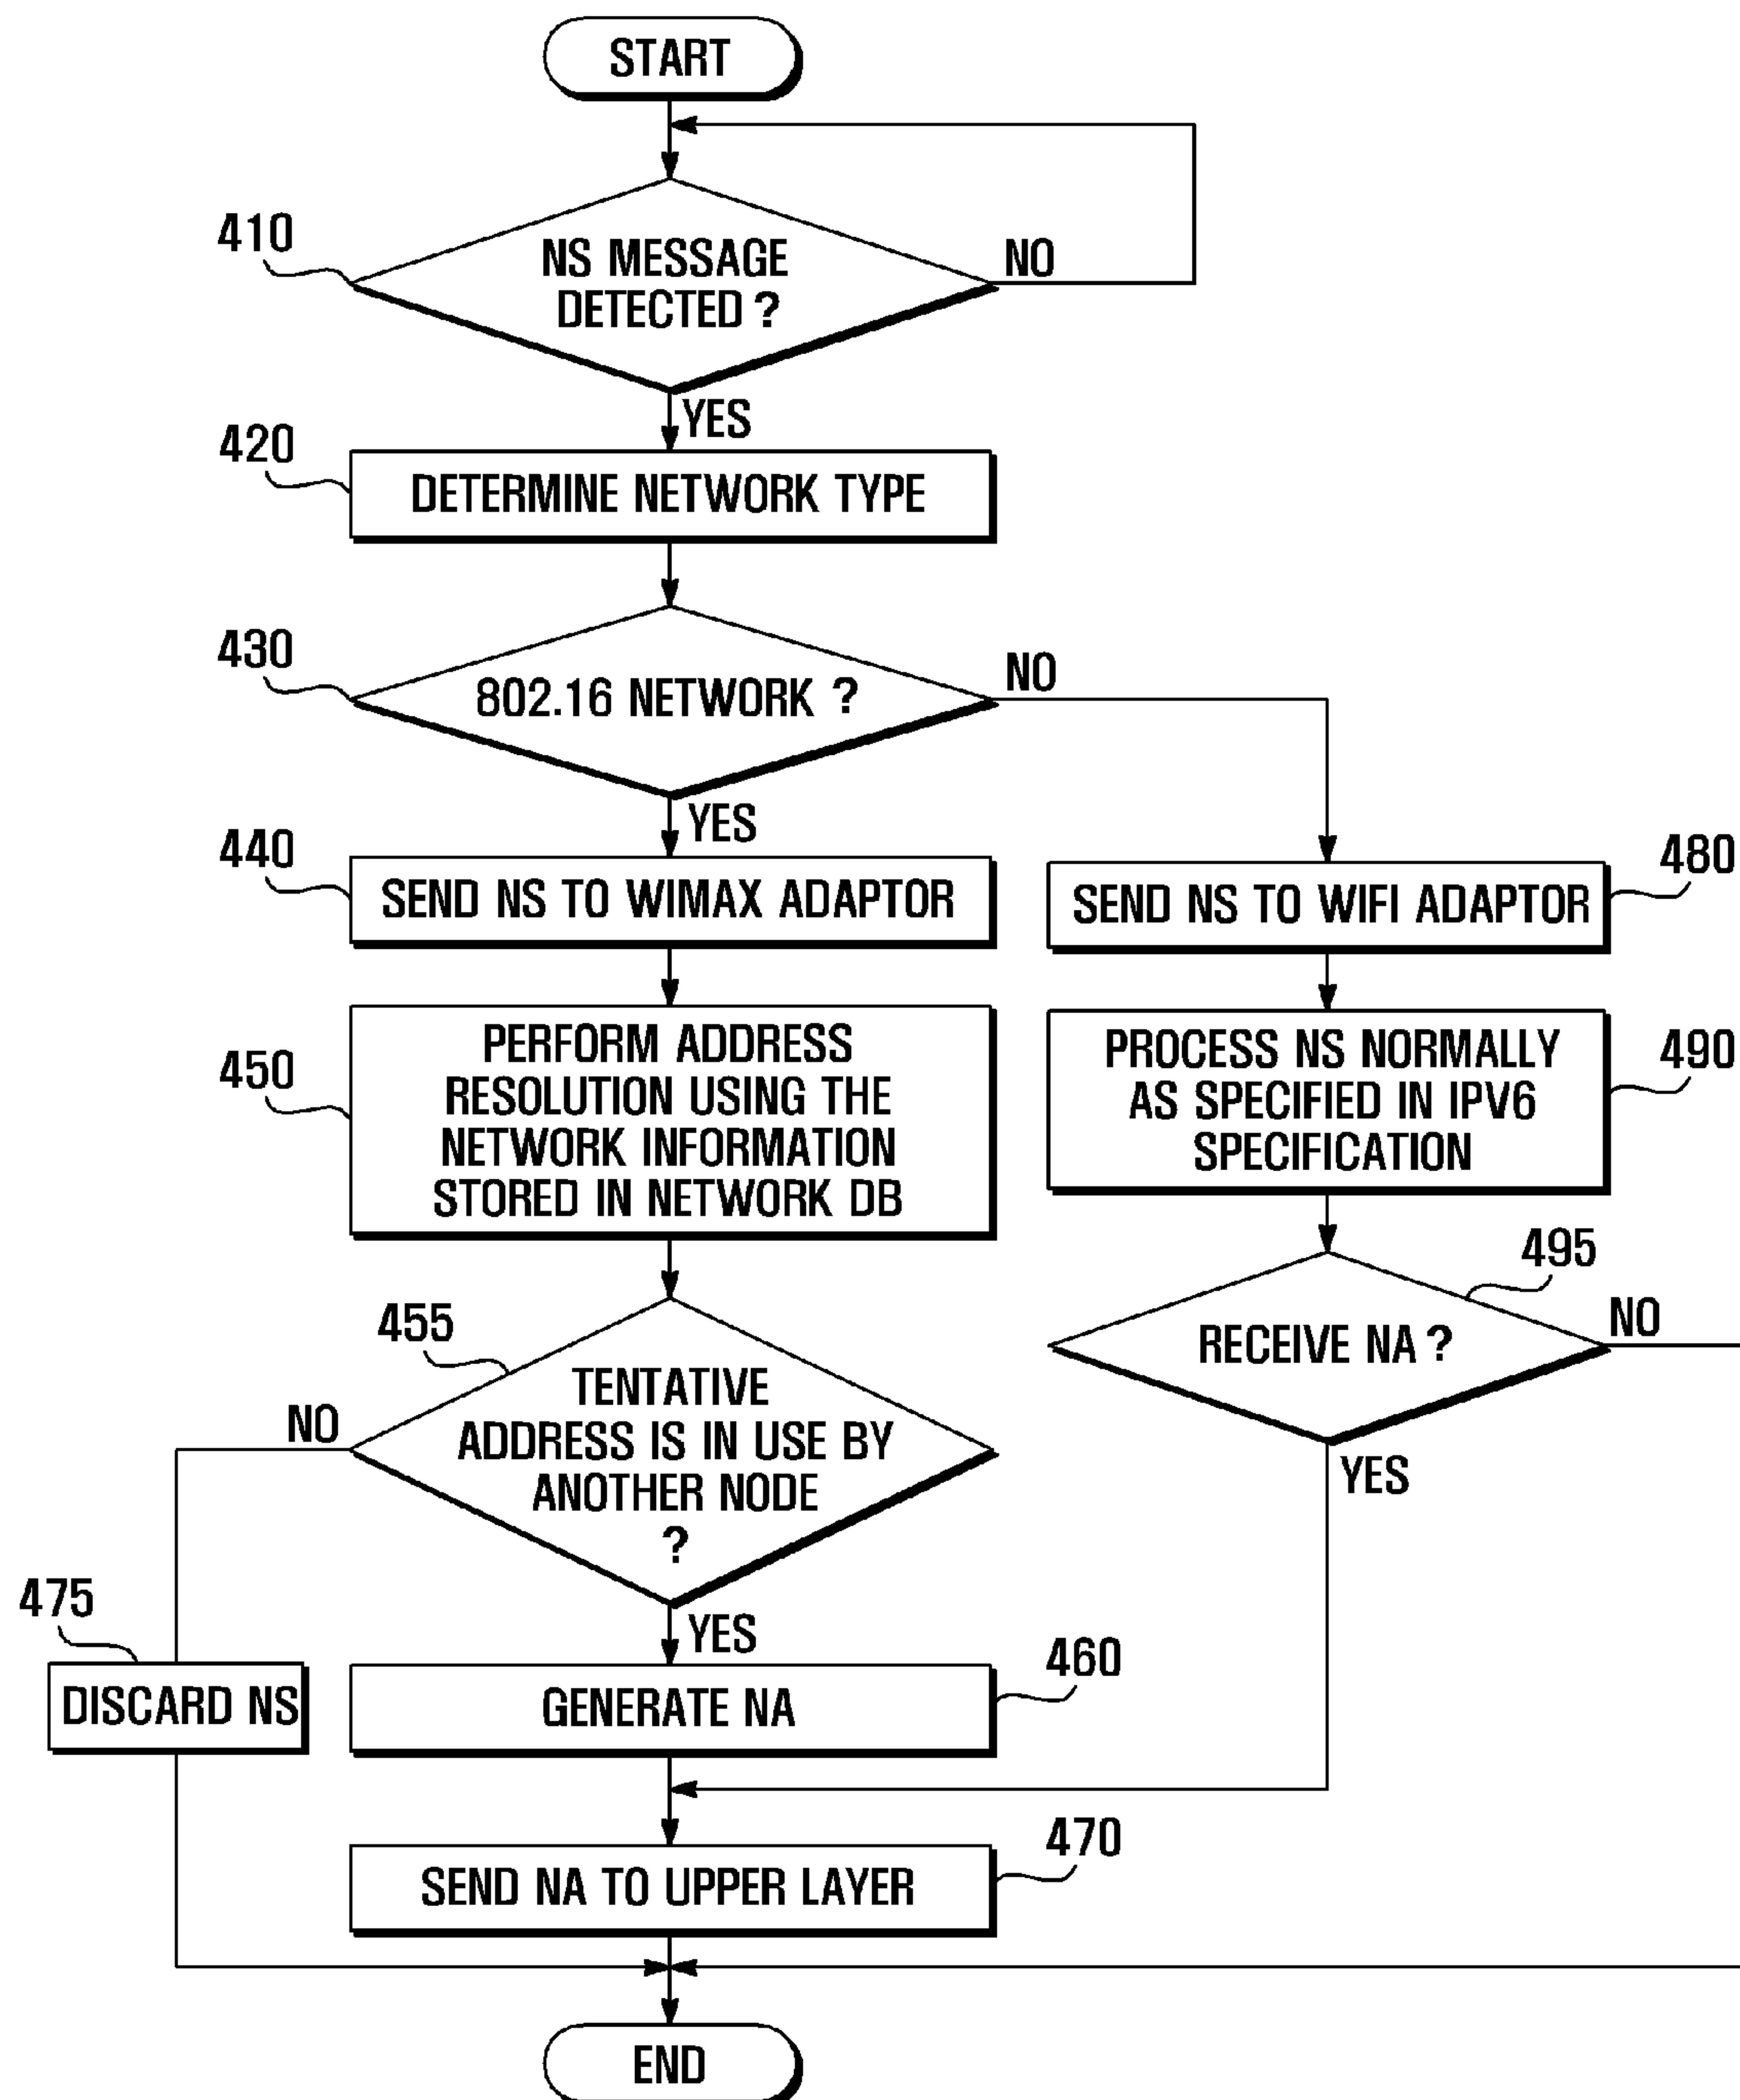 START
410
NS MESSAGE
DETECTED ?
NO
YES
420
DETERMINE NETWORK TYPE
430
802.16 NETWORK ?
NO
YES
440
SEND NS TO WIMAX ADAPTOR
480
SEND NS TO WIFI ADAPTOR
450
PERFORM ADDRESS
RESOLUTION USING THE
NETWORK INFORMATION
STORED IN NETWORK DB
490
PROCESS NS NORMALLY
AS SPECIFIED IN IPV6
SPECIFICATION
495
RECEIVE NA ?
NO
YES
455
TENTATIVE
ADDRESS IS IN USE BY
ANOTHER NODE
?
NO
YES
475
DISCARD NS
460
GENERATE NA
470
SEND NA TO UPPER LAYER
END